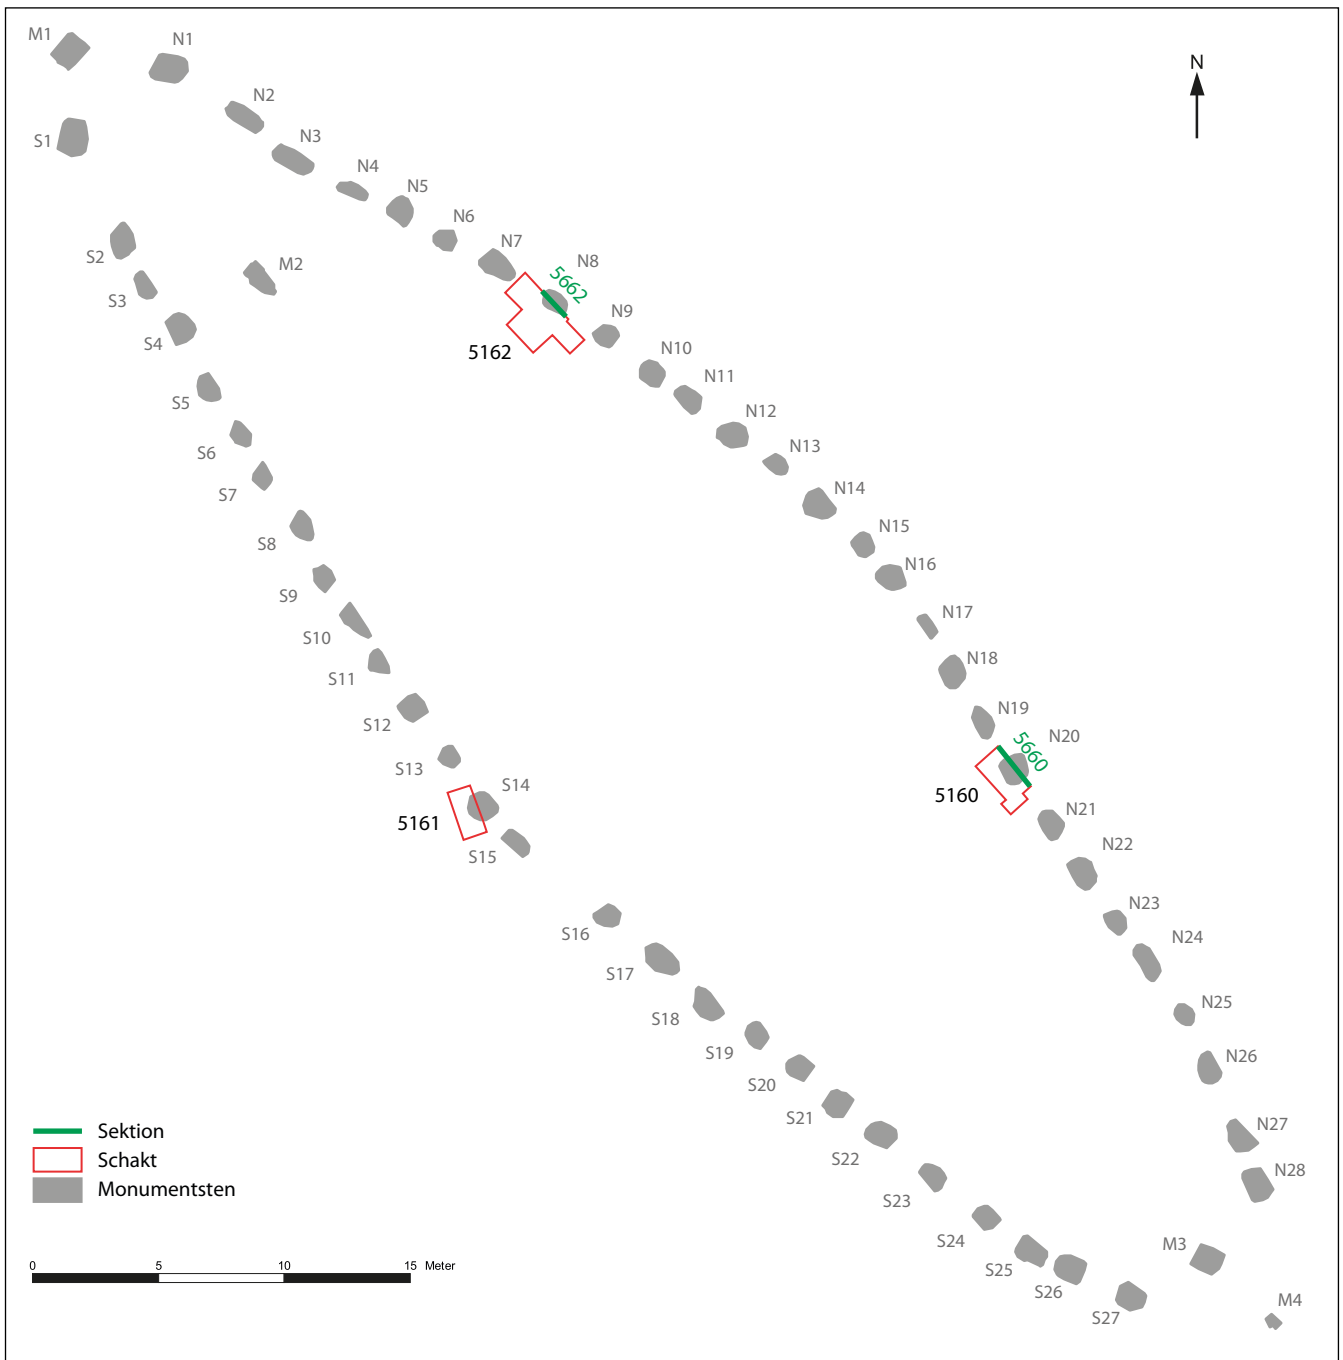 M1
N1
N
N2
S1
N3
N4
N5
N6
S2
N7
M2
N8
5662
S3
N9
S4
5162
N10
N11
S5
N12
S6
N13
S7
N14
N15
S8
N16
S9
N17
S10
N18
S11
N19
S12
N20
5660
S13
S14
5160
N21
5161
N22
S15
N23
S16
N24
S17
N25
S18
S19
N26
S20
S21
N27
Sektion
S22
Schakt
N28
Monumentsten
S23
S24
M3
S25
0 5 10 15 Meter
S26
M4
S27